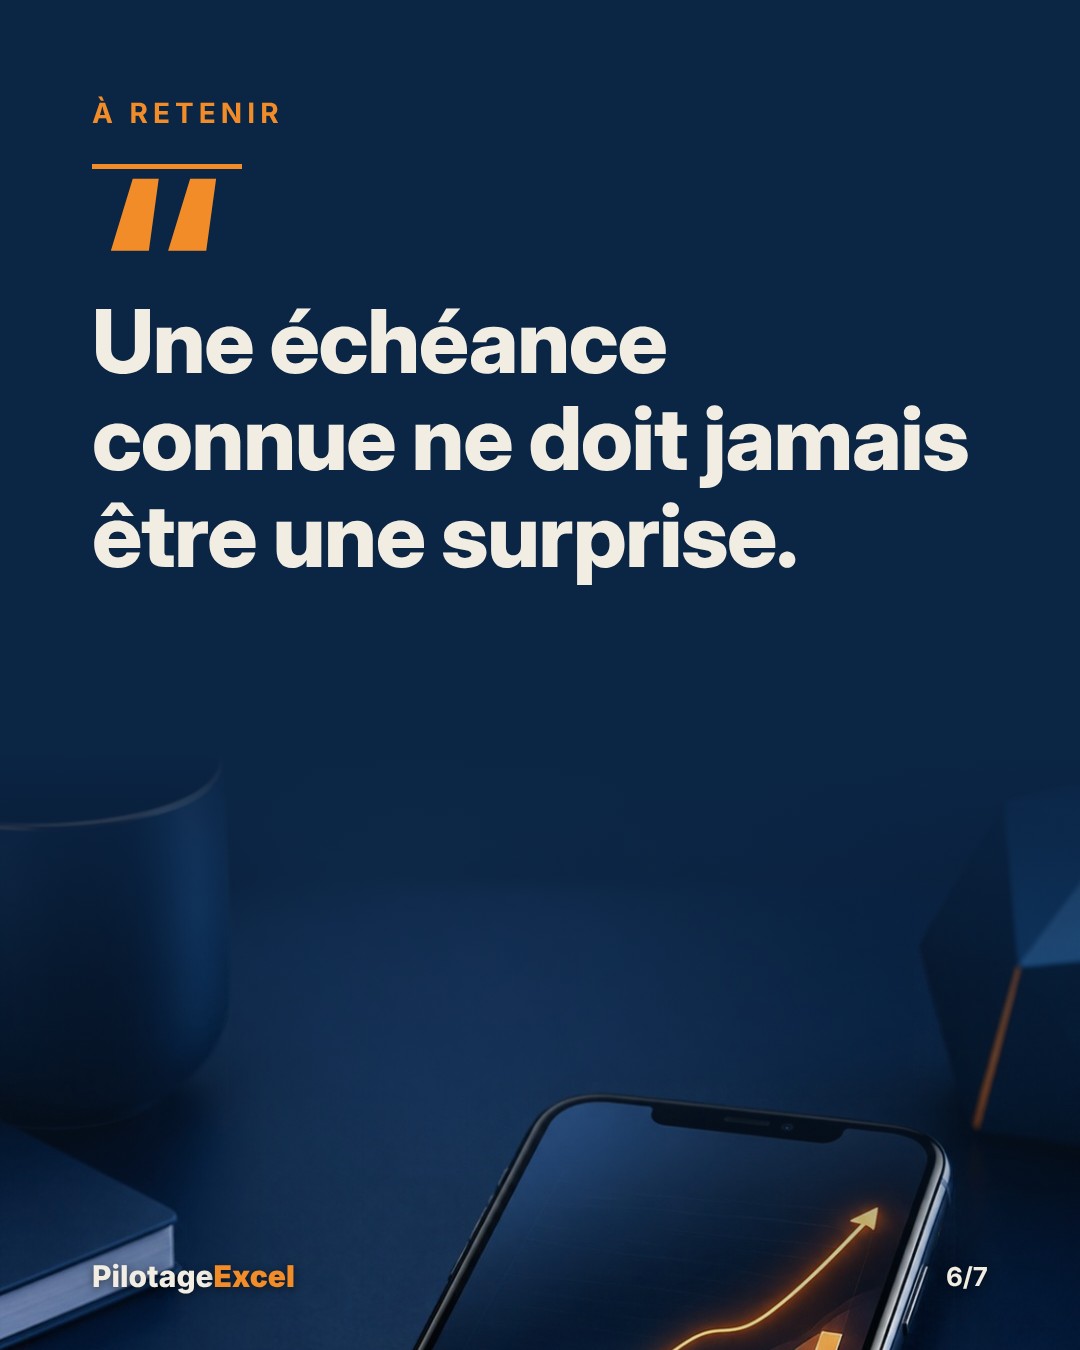 À RETENIR
"
Une échéance
connue ne doit jamais
être une surprise.
PilotageExcel
6/7